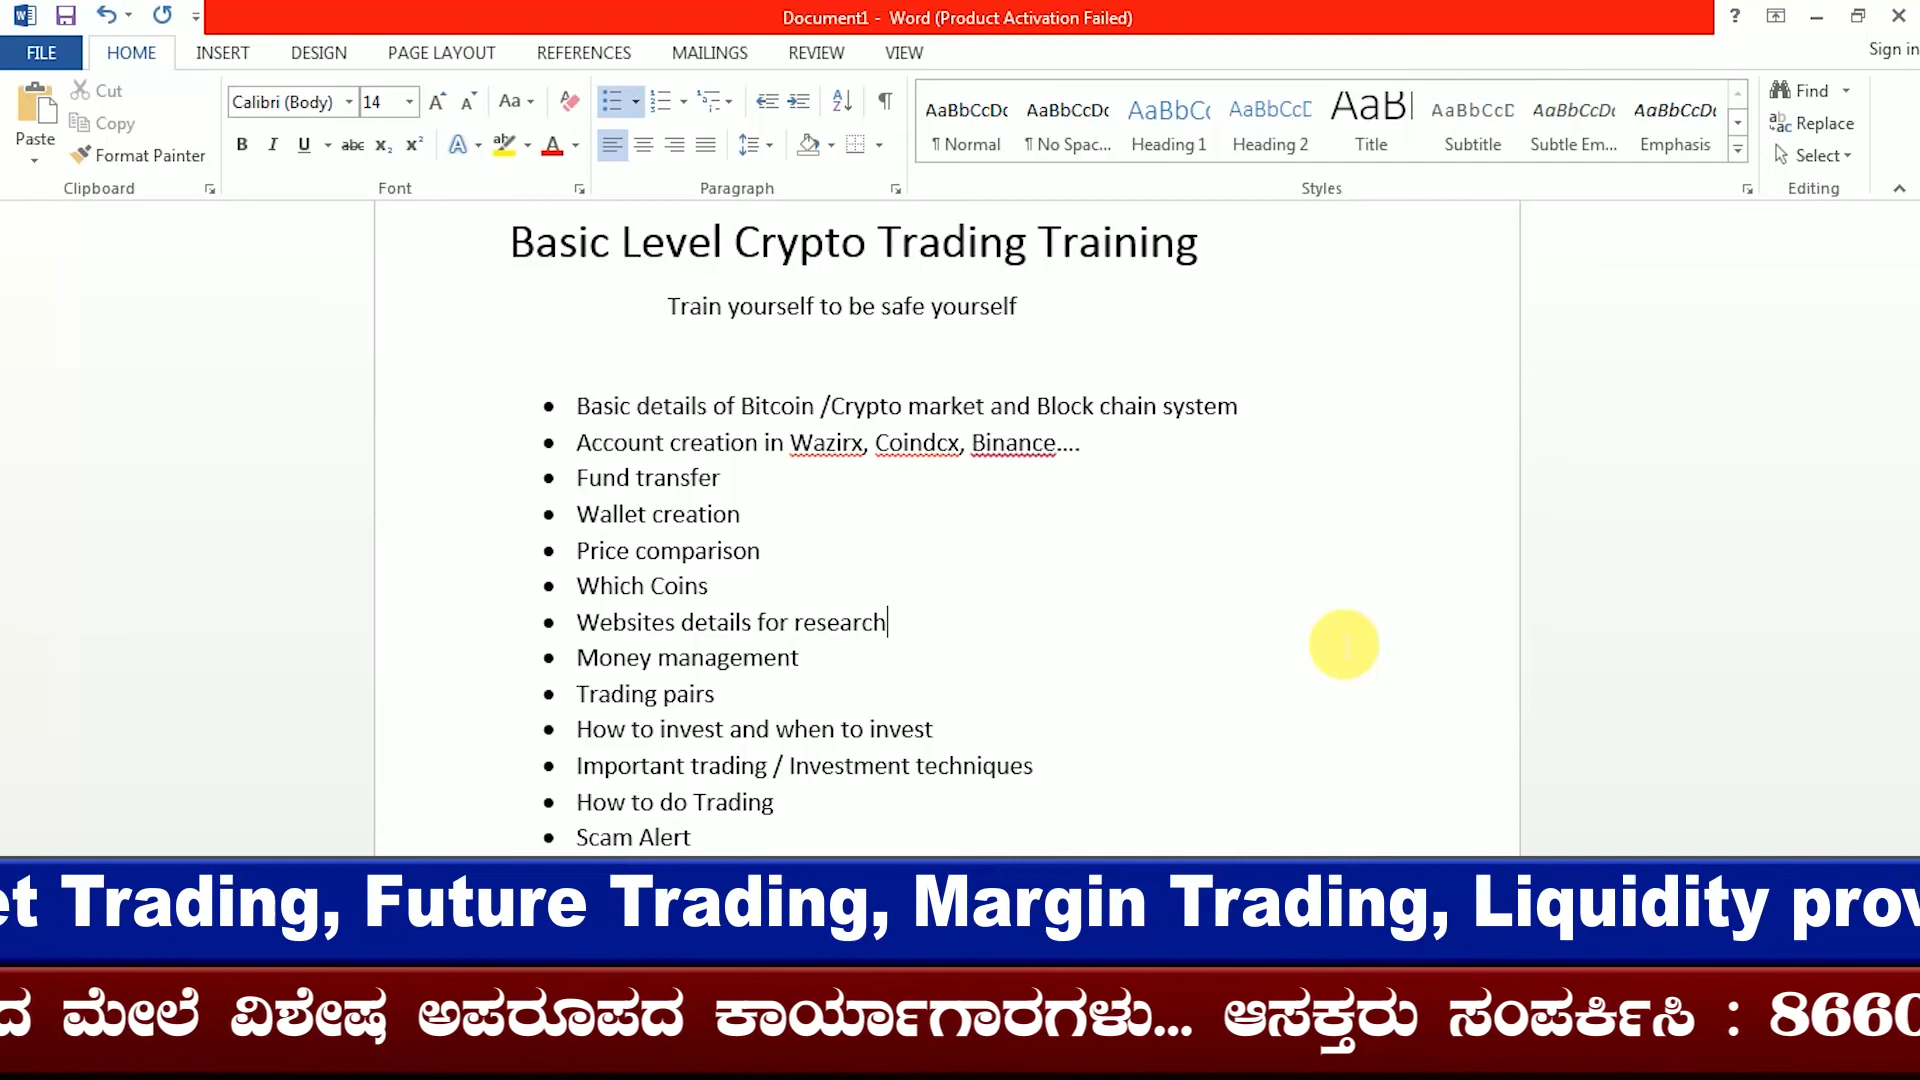 Document1 - Word (Product Activation Failed)
FILE HOME INSERT DESIGN PAGE LAYOUT REFERENCES MAILINGS REVIEW VIEW Sign in
Paste
Cut
Copy
Format Painter
Clipboard
Calibri (Body) 14
Font
Paragraph
AaBbCcDc AaBbCcDc AaBbCc AaBbCcD AaBl AaBbCcD AaBbCcDc AaBbCcDc
¶ Normal ¶ No Spac... Heading 1 Heading 2 Title Subtitle Subtle Em... Emphasis
Styles
Find
Replace
Select
Editing
Basic Level Crypto Trading Training
Train yourself to be safe yourself
• Basic details of Bitcoin /Crypto market and Block chain system
• Account creation in Wazirx, Coindcx, Binance....
• Fund transfer
• Wallet creation
• Price comparison
• Which Coins
• Websites details for research
• Money management
• Trading pairs
• How to invest and when to invest
• Important trading / Investment techniques
• How to do Trading
• Scam Alert
et Trading, Future Trading, Margin Trading, Liquidity prov
ದ ಮೇಲೆ ವಿಶೇಷ ಅಪರೂಪದ ಕಾರ್ಯಾಗಾರಗಳು... ಆಸಕ್ತರು ಸಂಪರ್ಕಿಸಿ : 8660